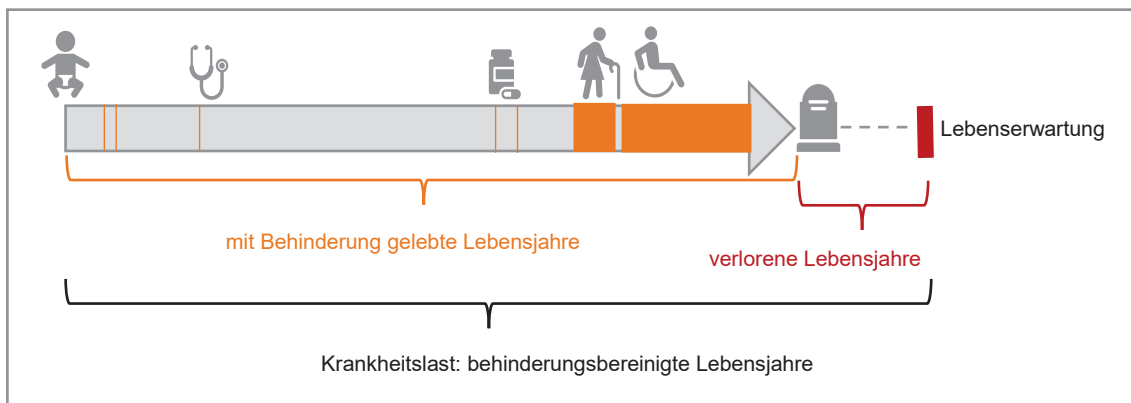 Lebenserwartung
mit Behinderung gelebte Lebensjahre
verlorene Lebensjahre
Krankheitslast: behinderungsbereinigte Lebensjahre